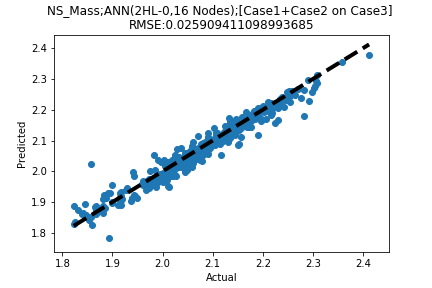 NS_Mass;ANN(2HL-0,16 Nodes);[Case1+Case2 on Case3]
RMSE:0.025909411098993685
2.4
2.3
2.2
2.1
2.0
1.9
1.8
Predicted
1.8 1.9 2.0 2.1 2.2 2.3 2.4
Actual